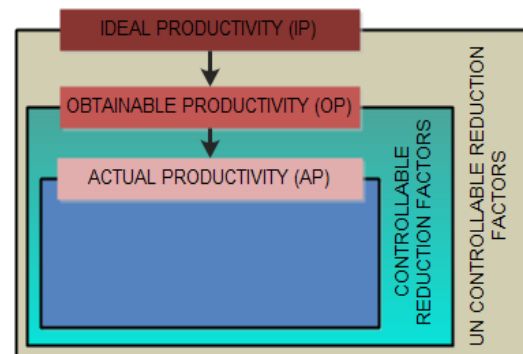 IDEAL PRODUCTIVITY (IP)
OBTAINABLE PRODUCTIVITY (OP)
ACTUAL PRODUCTIVITY (AP)
CONTROLLABLE
REDUCTION FACTORS
UN CONTROLLABLE REDUCTION
FACTORS